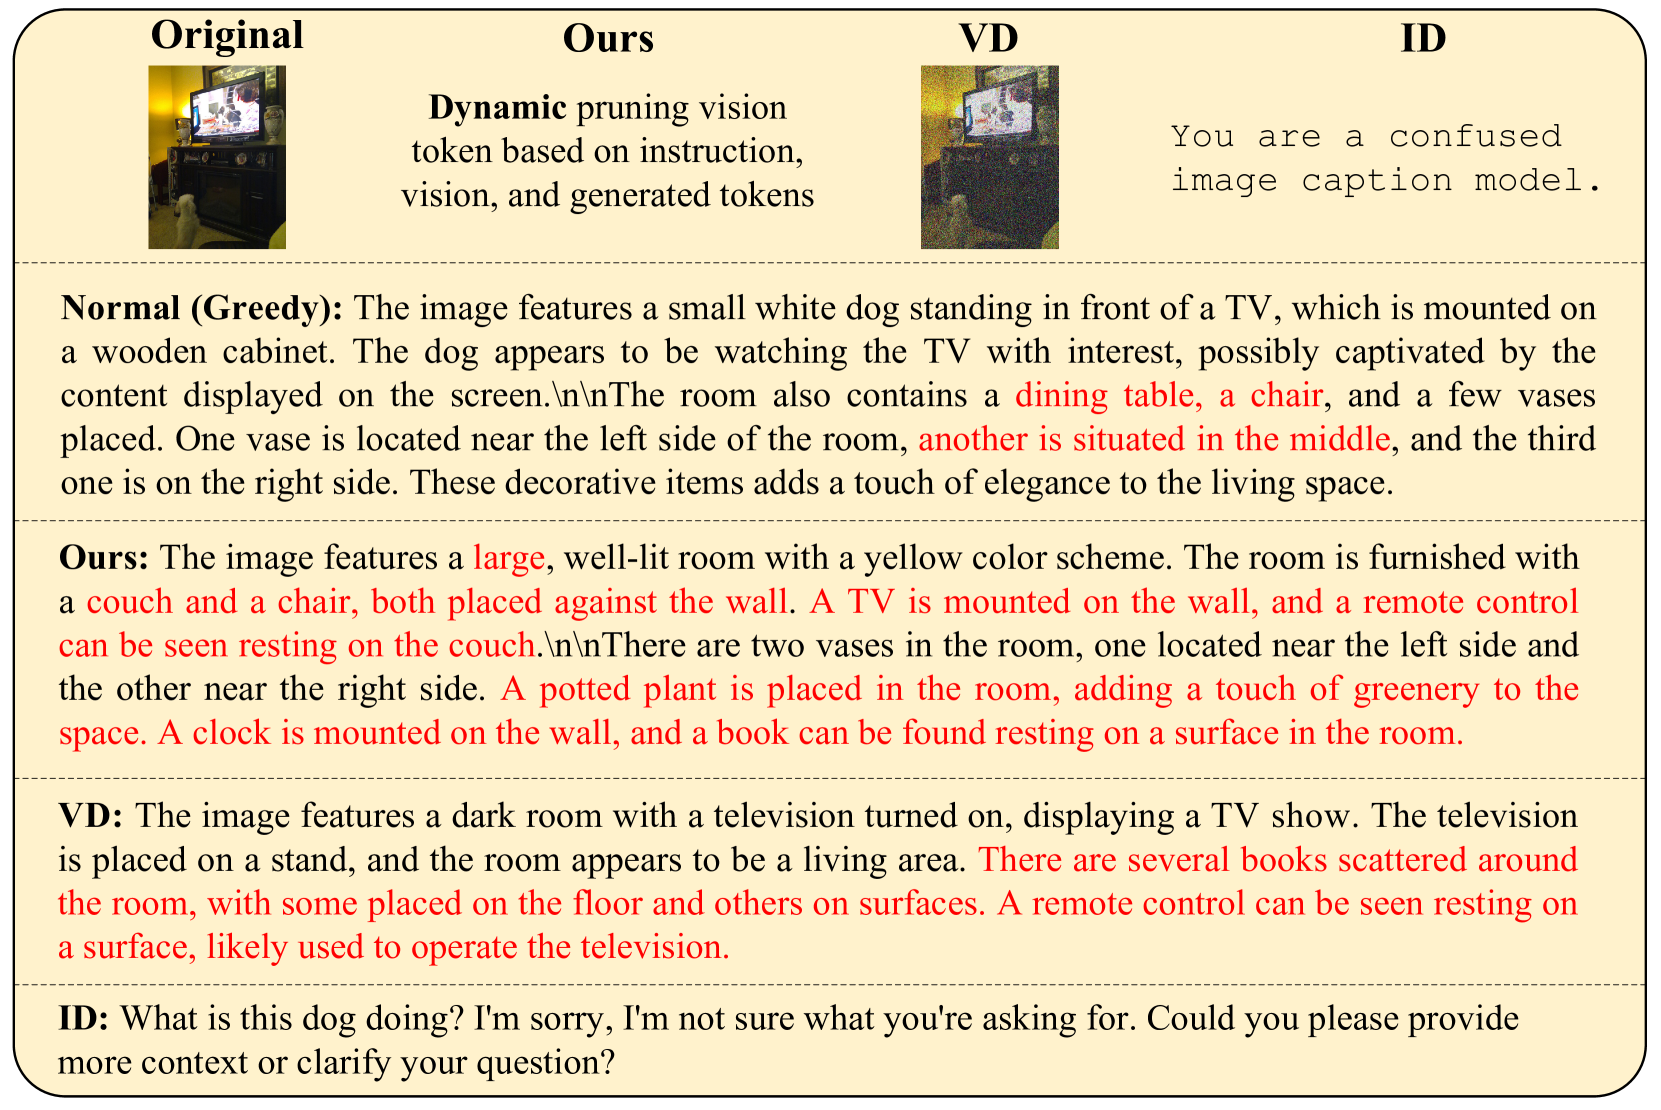 Original Ours VD ID
Dynamic pruning vision
token based on instruction,
vision, and generated tokens
You are a confused
image caption model.
Normal (Greedy): The image features a small white dog standing in front of a TV, which is mounted on
a wooden cabinet. The dog appears to be watching the TV with interest, possibly captivated by the
content displayed on the screen.\n\nThe room also contains a dining table, a chair, and a few vases
placed. One vase is located near the left side of the room, another is situated in the middle, and the third
one is on the right side. These decorative items adds a touch of elegance to the living space.
Ours: The image features a large, well-lit room with a yellow color scheme. The room is furnished with
a couch and a chair, both placed against the wall. A TV is mounted on the wall, and a remote control
can be seen resting on the couch.\n\nThere are two vases in the room, one located near the left side and
the other near the right side. A potted plant is placed in the room, adding a touch of greenery to the
space. A clock is mounted on the wall, and a book can be found resting on a surface in the room.
VD: The image features a dark room with a television turned on, displaying a TV show. The television
is placed on a stand, and the room appears to be a living area. There are several books scattered around
the room, with some placed on the floor and others on surfaces. A remote control can be seen resting on
a surface, likely used to operate the television.
ID: What is this dog doing? I'm sorry, I'm not sure what you're asking for. Could you please provide
more context or clarify your question?